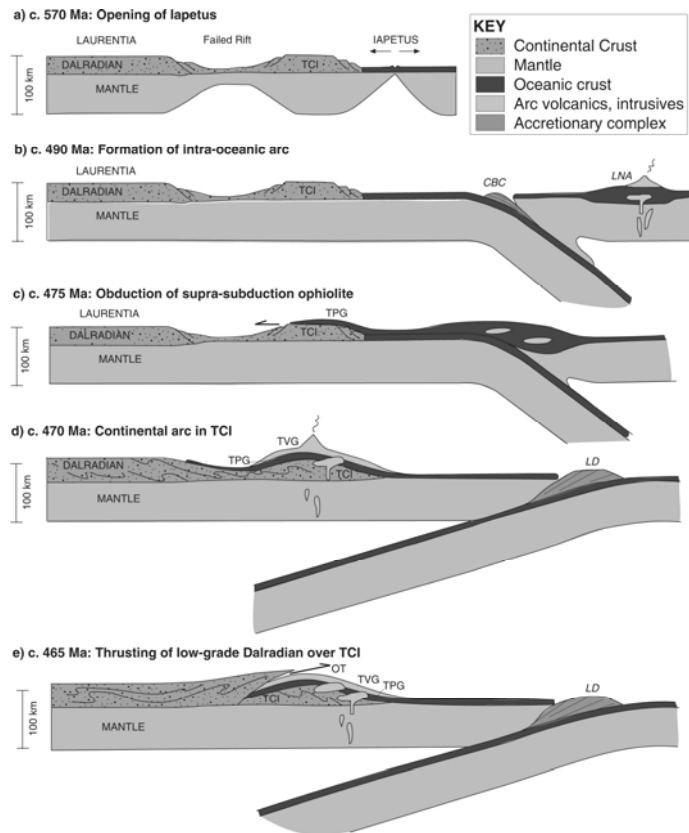 a) c. 570 Ma: Opening of Iapetus
LAURENTIA
Failed Rift
IAPETUS
DALRADIAN
TCI
MANTLE
100 km
KEY
Continental Crust
Mantle
Oceanic crust
Arc volcanics, intrusives
Accretionary complex
b) c. 490 Ma: Formation of intra-oceanic arc
LAURENTIA
CBC
LNA
DALRADIAN
TCI
MANTLE
100 km
c) c. 475 Ma: Obduction of supra-subduction ophiolite
LAURENTIA
TPG
DALRADIAN
TCI
MANTLE
100 km
d) c. 470 Ma: Continental arc in TCI
TVG
DALRADIAN
TPG
TCI
LD
MANTLE
100 km
e) c. 465 Ma: Thrusting of low-grade Dalradian over TCI
OT
TVG
TPG
TCI
LD
MANTLE
100 km